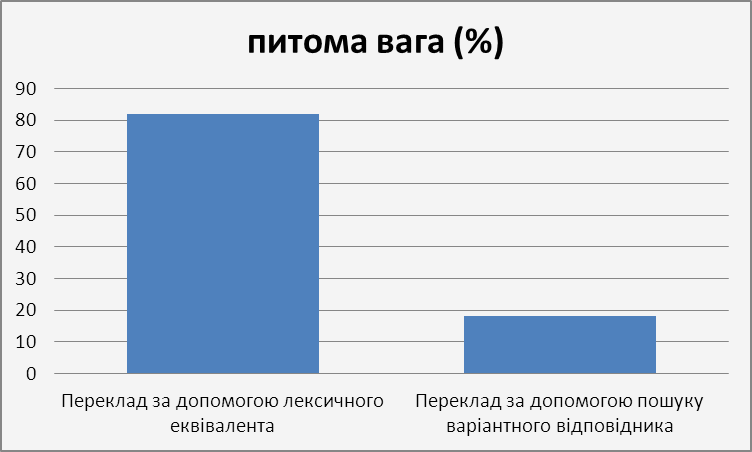 питома вага (%)
90
80
70
60
50
40
30
20
10
0
Переклад за допомогою лексичного
еквівалента
Переклад за допомогою пошуку
варіантного відповідника